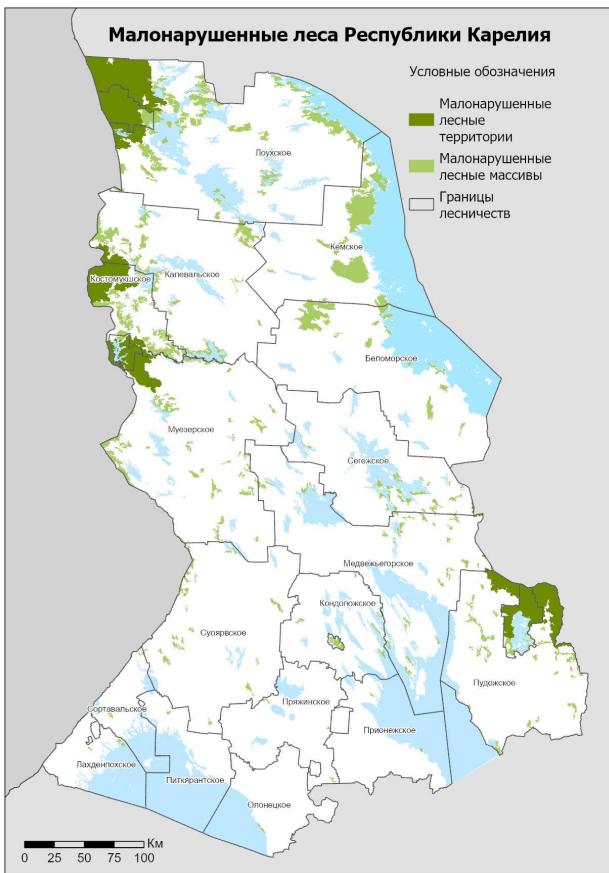 Малонарушенные леса Республики Карелия
Условные обозначения
Малонарушенные
лесные
территории
Малонарушенные
лесные массивы
Границы
лесничеств
Лоухское
Кемское
Костомукшское
Калевальское
Беломорское
Муезерское
Сегежское
Медвежьегорское
Кондопожское
Суоярвское
Пудожское
Пряжинское
Сортавальское
Прионежское
Лахденпохское
Питкярантское
Олонецкое
Км
0 25 50 75 100